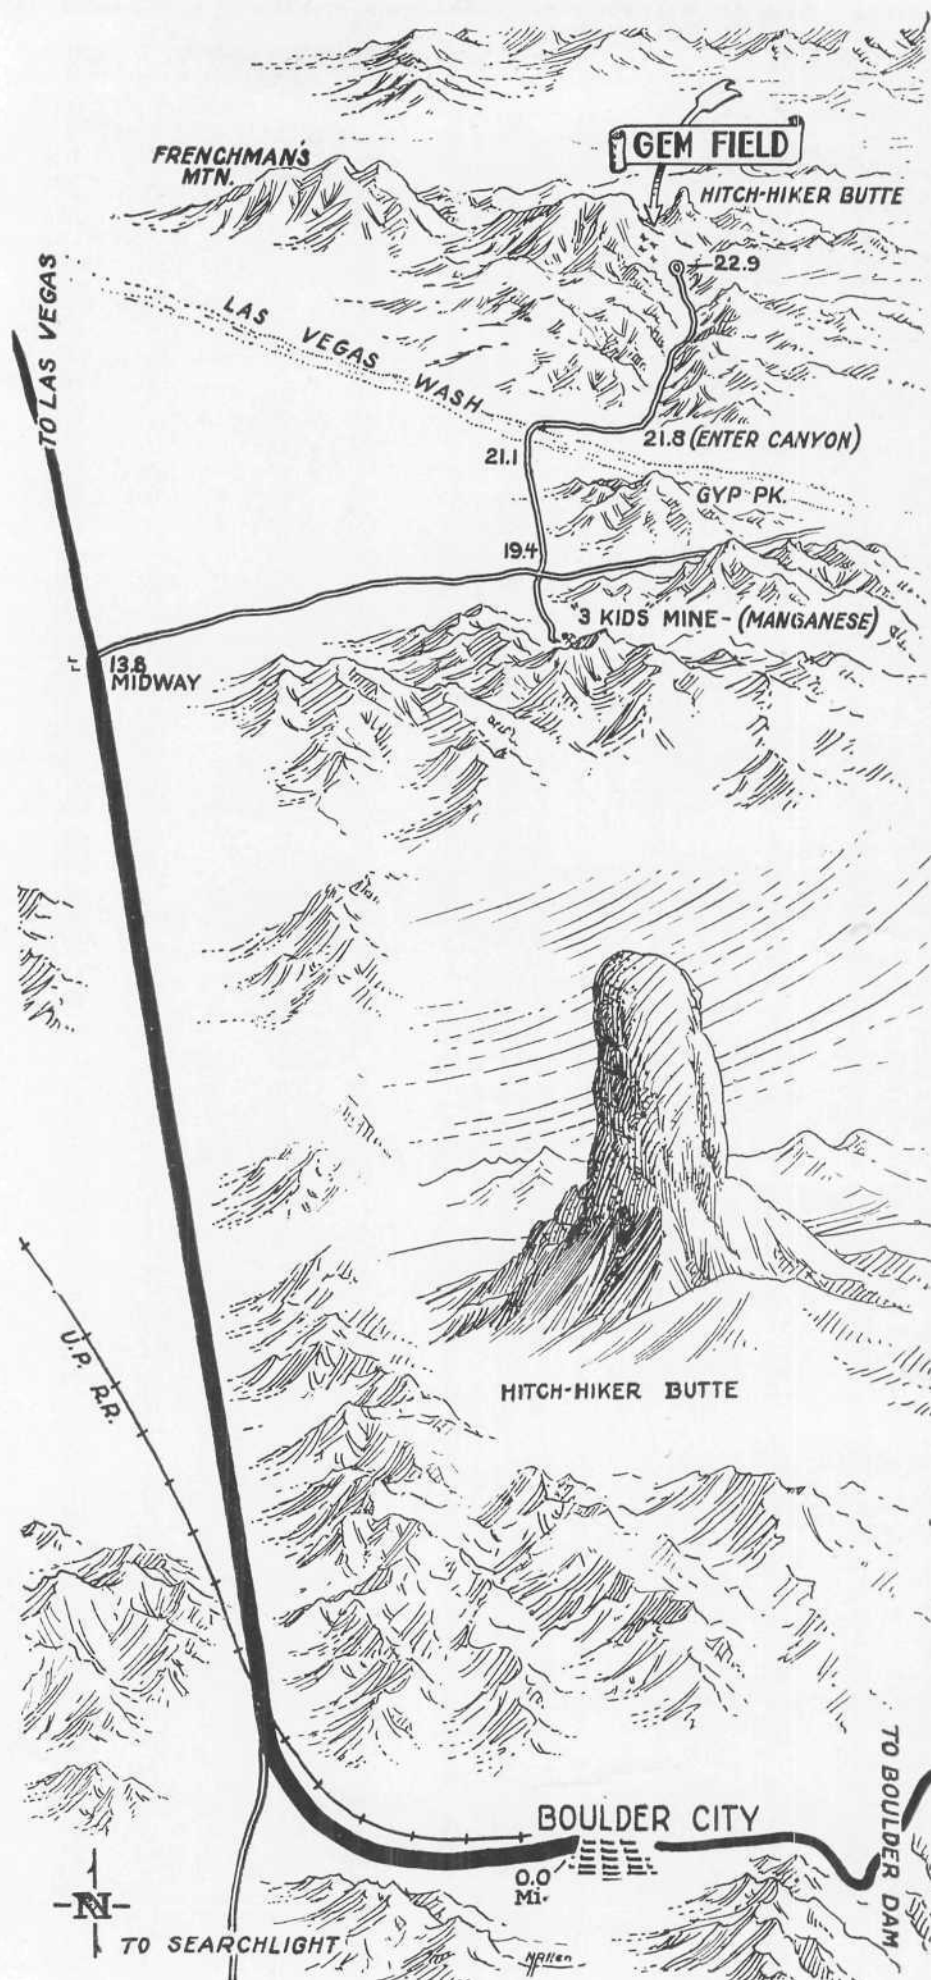 GEM FIELD
FRENCHMAN'S
MTN.
HITCH-HIKER BUTTE
22.9
TO LAS VEGAS
LAS VEGAS WASH
21.8 (ENTER CANYON)
21.1
GYP PK.
19.4
"3 KIDS" MINE - (MANGANESE)
13.8
MIDWAY
HITCH-HIKER BUTTE
U.P. R.R.
BOULDER CITY
0.0
Mi.
TO BOULDER DAM
N
TO SEARCHLIGHT
N Allen